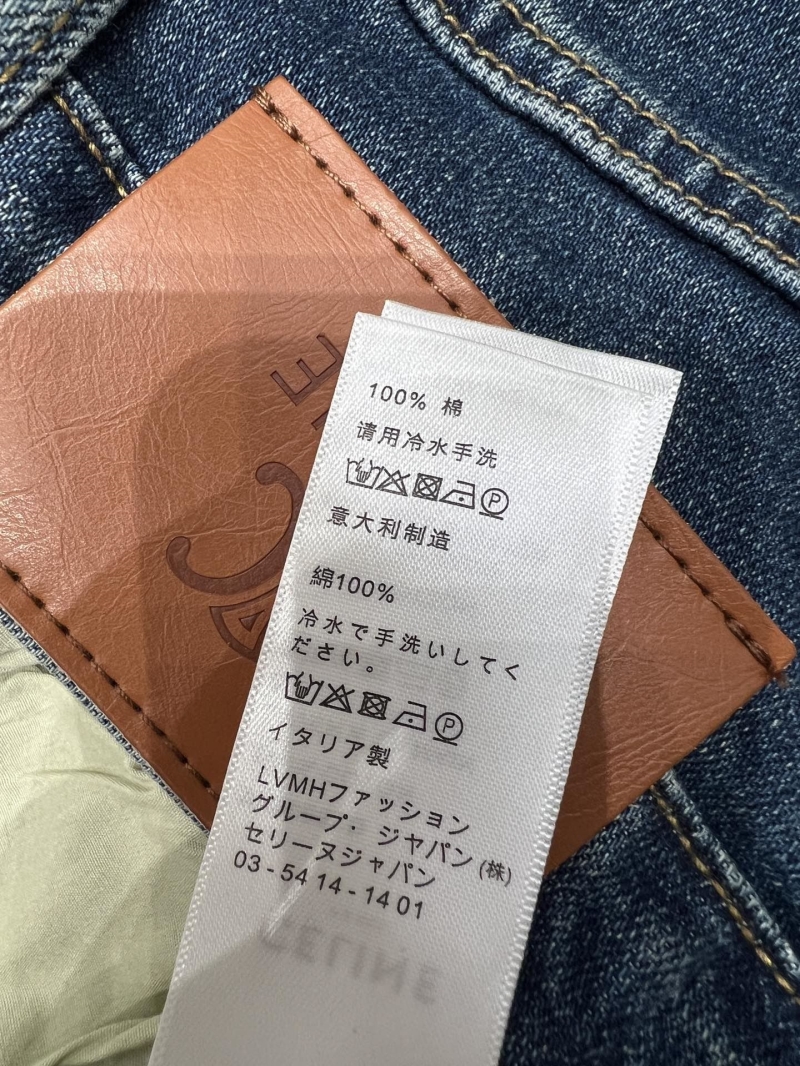 100% 棉
请用冷水手洗
P
意大利制造
綿100%
冷水で手洗いしてく
ださい。
P
イタリア製
LVMHファッション
グループ・ジャパン(株)
セリーヌジャパン
03-5414-1401
CELINE